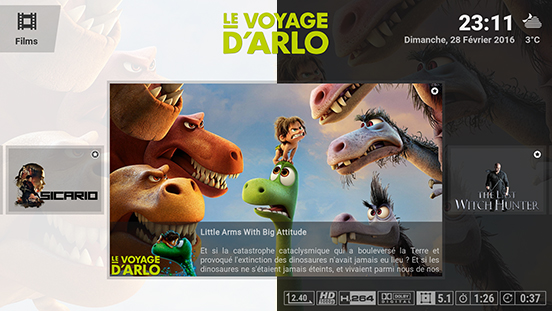 Films
LE VOYAGE
D'ARLO
23:11
Dimanche, 28 Février 2016
3°C
SICARIO
THE LAST
WITCH HUNTER
Little Arms With Big Attitude
Et si la catastrophe cataclysmique qui a bouleversé la Terre et
provoqué l'extinction des dinosaures n'avait jamais eu lieu ? Et si les
dinosaures ne s'étaient jamais éteints, et vivaient parmi nous de nos
LE VOYAGE
D'ARLO
12.40
HD
H.264
DOLBY
DIGITAL
5.1
1:26
0:37